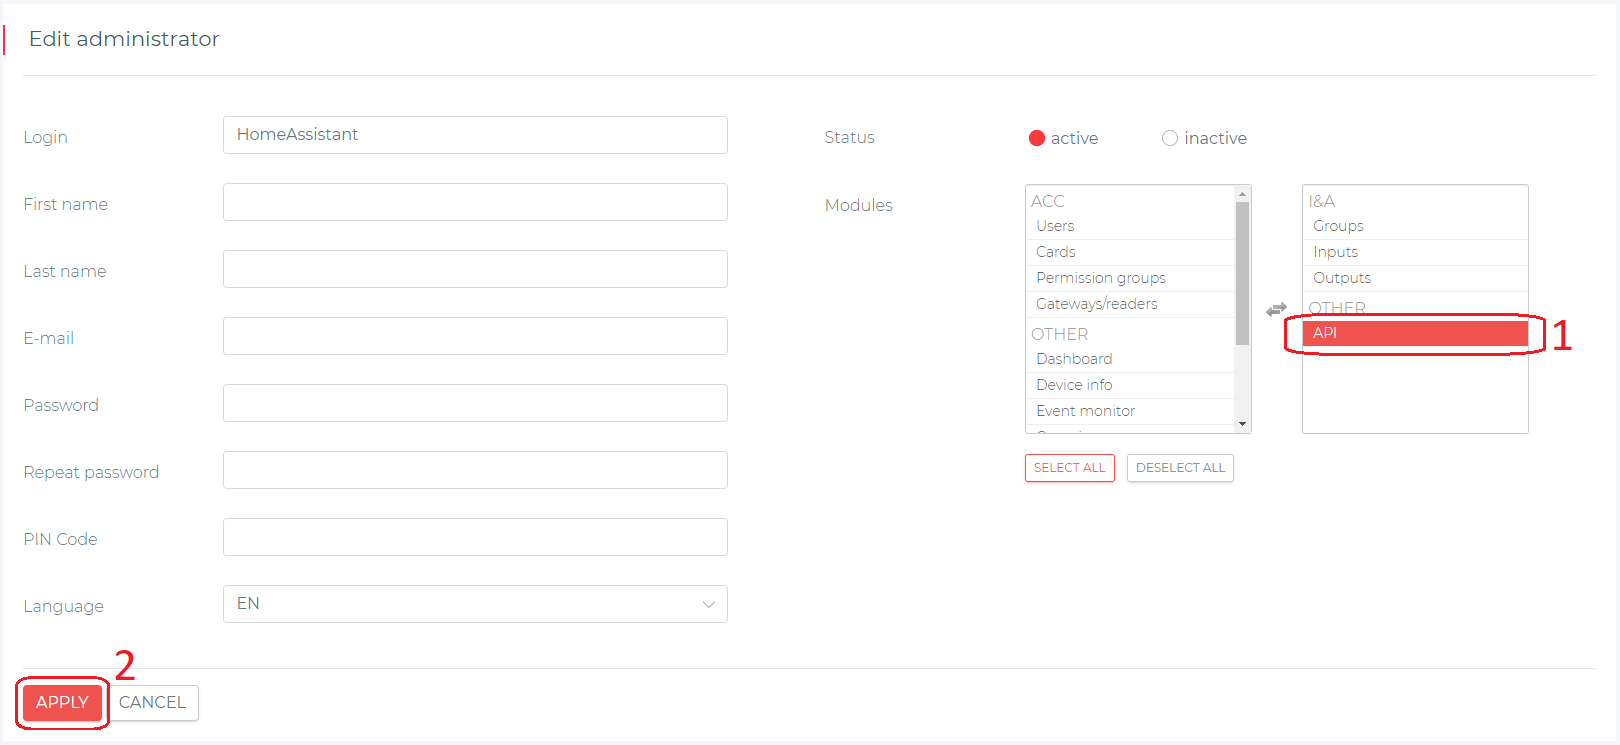 Edit administrator
Login
HomeAssistant
First name
Last name
E-mail
Password
Repeat password
PIN Code
Language
EN
Status
active
inactive
Modules
ACC
Users
Cards
Permission groups
Gateways/readers
OTHER
Dashboard
Device info
Event monitor
I&A
Groups
Inputs
Outputs
OTHER
API
1
SELECT ALL
DESELECT ALL
2
APPLY
CANCEL